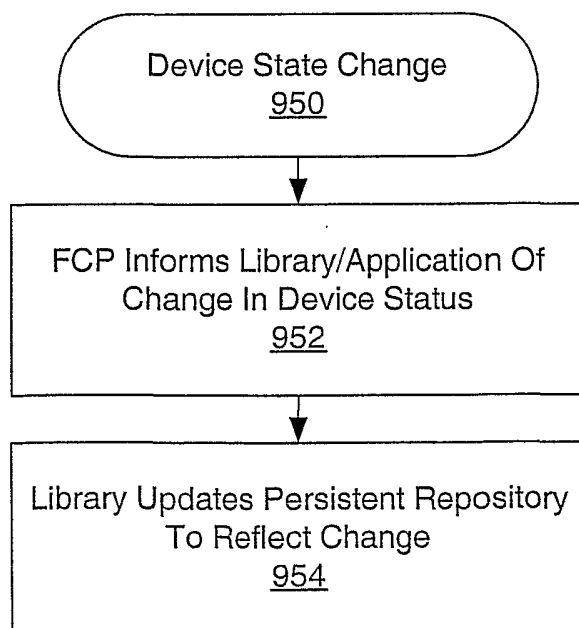 Device State Change
950
FCP Informs Library/Application Of
Change In Device Status
952
Library Updates Persistent Repository
To Reflect Change
954